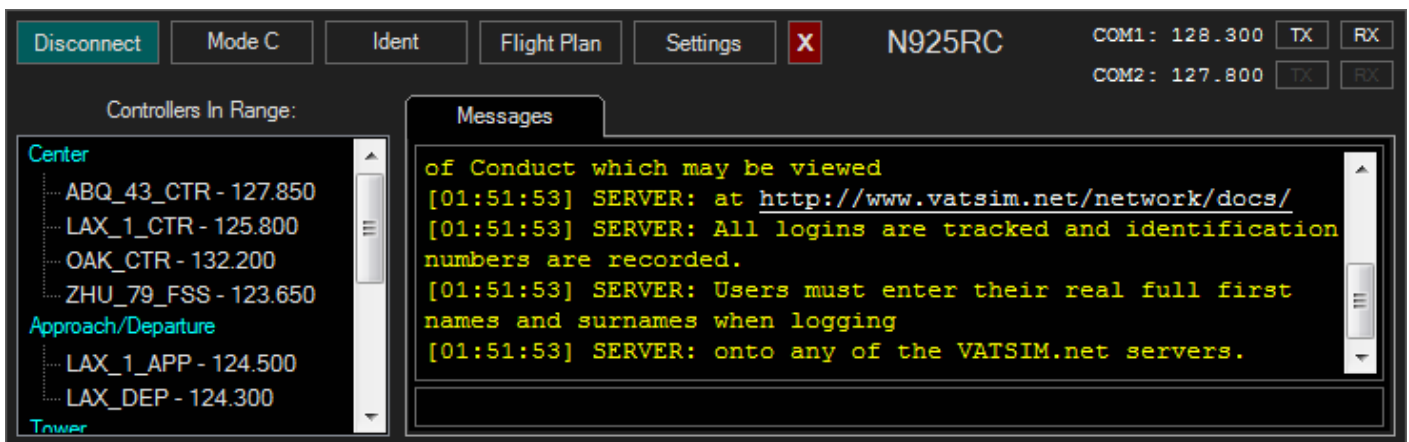 Disconnect Mode C Ident Flight Plan Settings X N925RC COM1: 128.300 TX RX
COM2: 127.800 TX RX
Controllers In Range:
Center
ABQ_43_CTR - 127.850
LAX_1_CTR - 125.800
OAK_CTR - 132.200
ZHU_79_FSS - 123.650
Approach/Departure
LAX_1_APP - 124.500
LAX_DEP - 124.300
Tower
Messages
of Conduct which may be viewed
[01:51:53] SERVER: at http://www.vatsim.net/network/docs/
[01:51:53] SERVER: All logins are tracked and identification
numbers are recorded.
[01:51:53] SERVER: Users must enter their real full first
names and surnames when logging
[01:51:53] SERVER: onto any of the VATSIM.net servers.